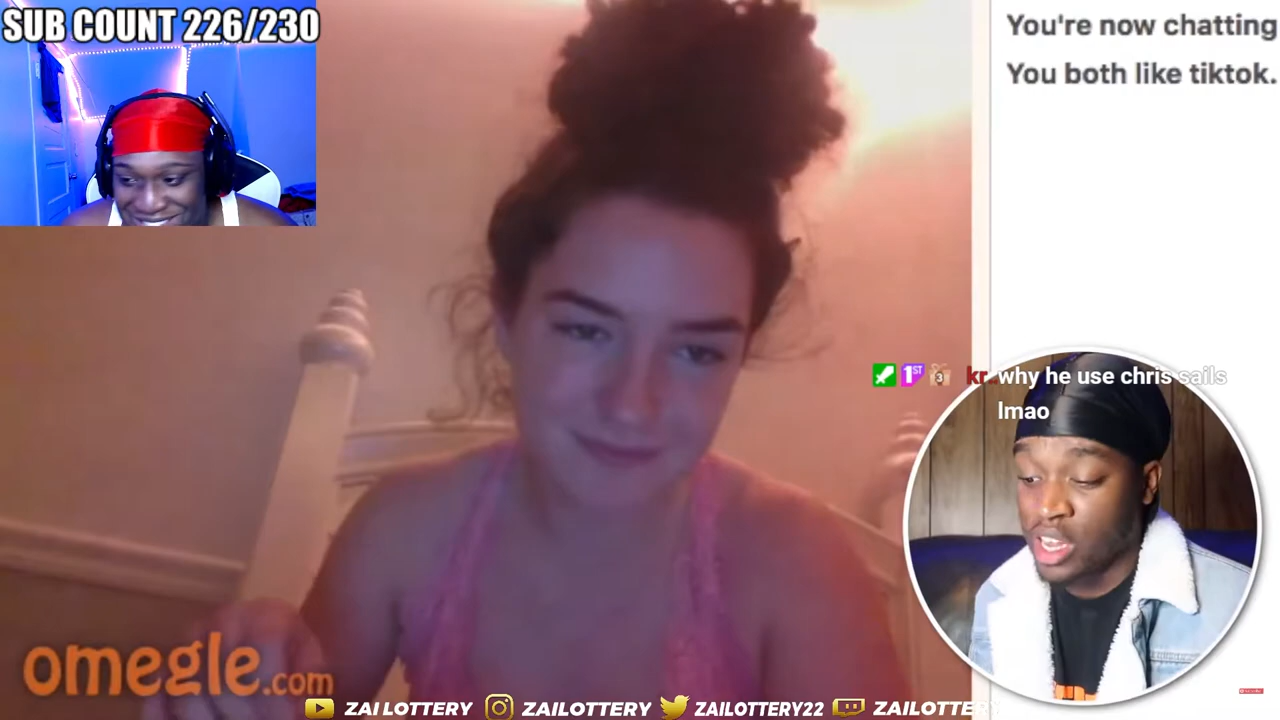 SUB COUNT 226/230
You're now chatting
You both like tiktok.
why he use chris sails
lmao
omegle.com
ZAI LOTTERY ZAILOTTERY ZAILOTTERY22 ZAILOTTERY